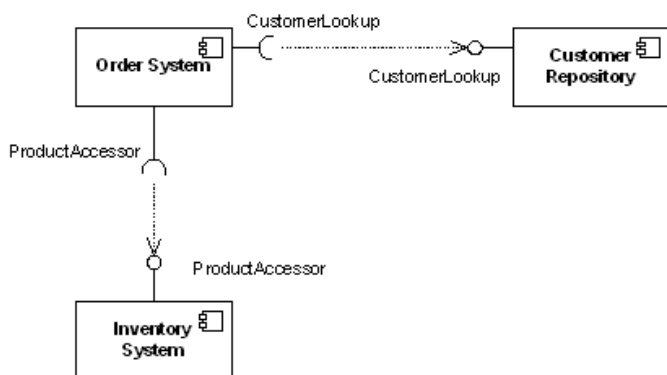 CustomerLookup
Order System
Customer
Repository
CustomerLookup
ProductAccessor
ProductAccessor
Inventory
System